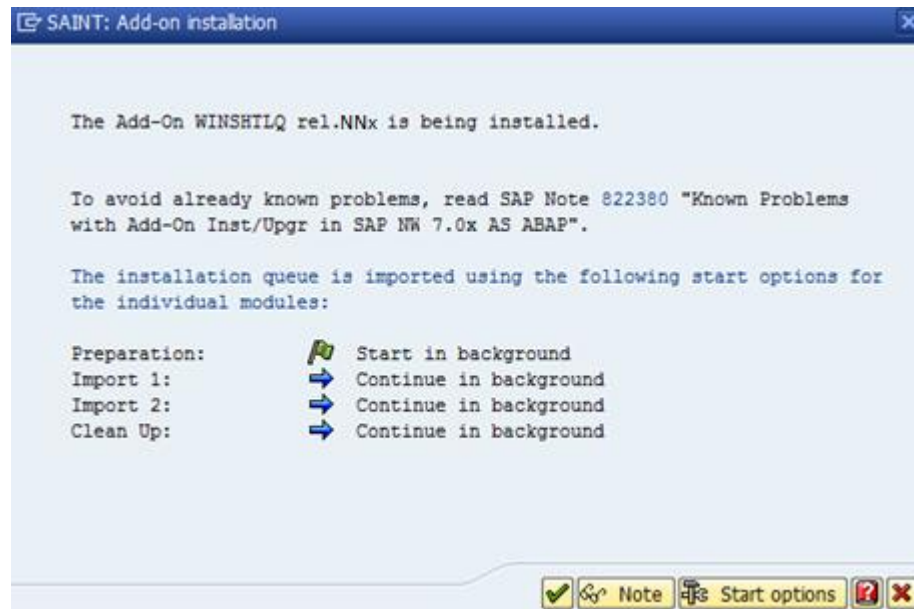 SAINT: Add-on installation
The Add-On WINSHTLQ rel.NNx is being installed.
To avoid already known problems, read SAP Note 822380 "Known Problems
with Add-On Inst/Upgr in SAP NW 7.0x AS ABAP".
The installation queue is imported using the following start options for
the individual modules:
Preparation: Start in background
Import 1: Continue in background
Import 2: Continue in background
Clean Up: Continue in background
Note Start options